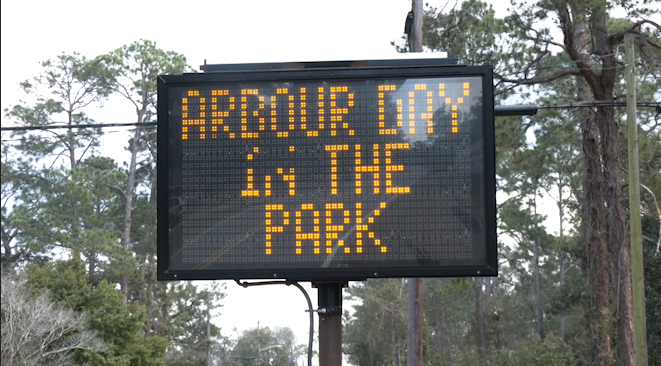 ARBOUR DAY
in THE
PARK